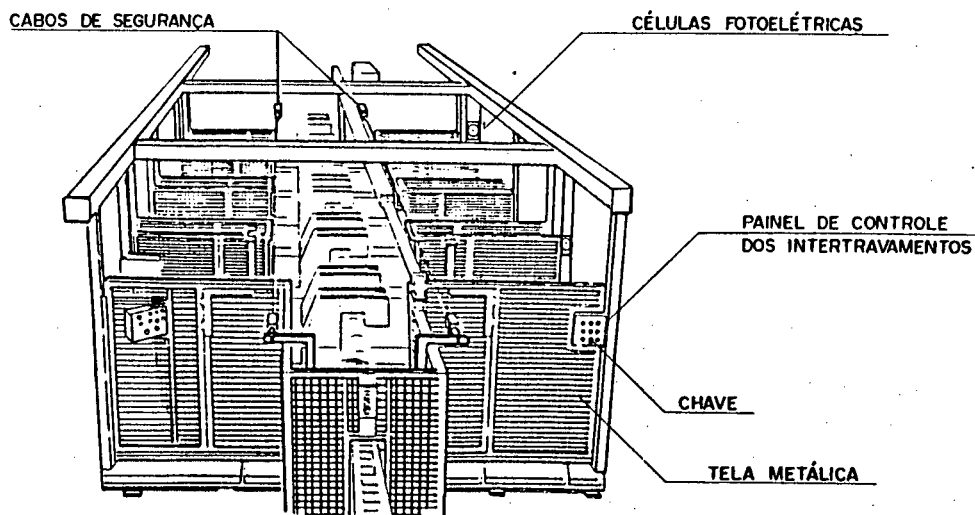 CABOS DE SEGURANÇA
CÉLULAS FOTOELÉTRICAS
PAINEL DE CONTROLE
DOS INTERTRAVAMENTOS
CHAVE
TELA METÁLICA